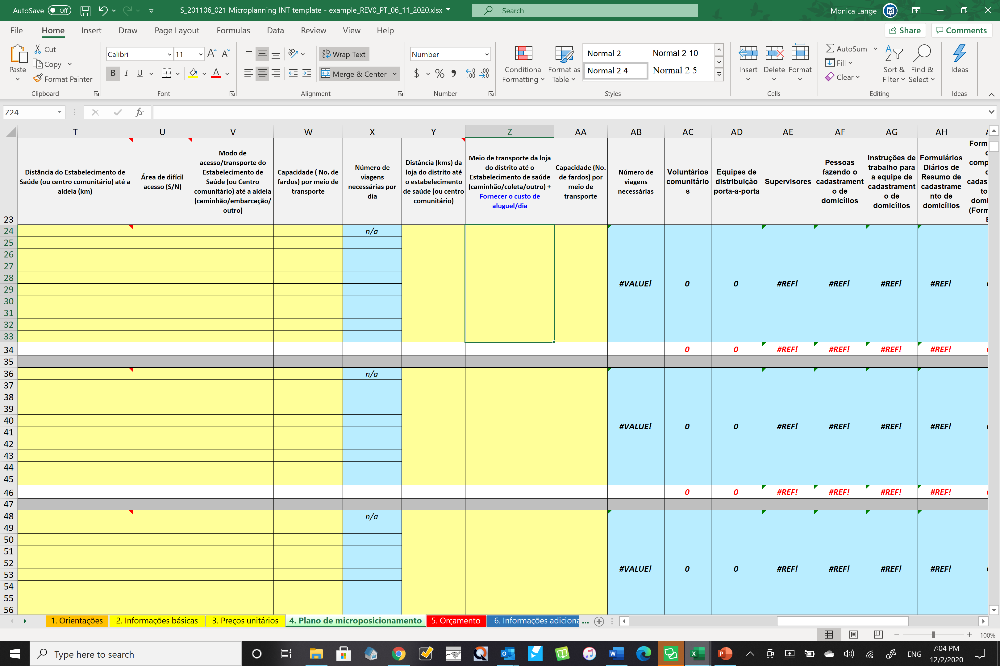 AutoSave Off S_201106_021 Microplanning INT template - example_REV0_PT_06_11_2020.xlsx Search Monica Lange
File Home Insert Draw Page Layout Formulas Data Review View Help Share Comments
Paste Cut Copy Format Painter Clipboard
Calibri 11 A A B I U A Font
ab Wrap Text Merge & Center Alignment
Number $ % Number
Conditional Formatting Format as Table
Normal 2 Normal 2 10
Normal 2 4 Normal 2 5
Styles
Insert Delete Format Cells
AutoSum Fill Clear Sort & Filter Find & Select Editing
Ideas Ideas
Z24 fx
T U V W X Y Z AA AB AC AD AE AF AG AH
23
Distância do Estabelecimento de
Saúde (ou centro comunitário) até a
aldeia (km)
Área de difícil
acesso (S/N)
Modo de
acesso/transporte do
Estabelecimento de
Saúde (ou Centro
comunitário) até a aldeia
(caminhão/embarcação/
outro)
Capacidade ( No. de
fardos) por meio de
transporte
Número de
viagens
necessárias por
dia
Distância (kms) da
loja do distrito até
o estabelecimento
de saúde (ou centro
comunitário)
Meio de transporte da loja
do distrito até o
Estabelecimento de saúde
(caminhão/coleta/outro) +
Fornecer o custo de
aluguel/dia
Capacidade (No.
de fardos) por
meio de
transporte
Número de
viagens
necessárias
Voluntários
comunitário
s
Equipes de
distribuição
porta-a-porta
Supervisores
Pessoas
fazendo o
cadastrament
o de
domicílios
Instruções de
trabalho para
a equipe de
cadastrament
o de
domicílios
Formulários
Diários de
Resumo de
cadastrame
nto de
domicílios
24 n/a
25
26
27
28
#VALUE! 0 0 #REF! #REF! #REF! #REF!
29
30
31
32
33
34 0 0 #REF! #REF! #REF! #REF!
35
36 n/a
37
38
39
40
#VALUE! 0 0 #REF! #REF! #REF! #REF!
41
42
43
44
45
46 0 0 #REF! #REF! #REF! #REF!
47
48 n/a
49
50
51
52
#VALUE! 0 0 #REF! #REF! #REF! #REF!
53
54
55
56
1. Orientações 2. Informações básicas 3. Preços unitários 4. Plano de microposicionamento 5. Orçamento 6. Informações adiciona ...
100%
Type here to search ENG 7:04 PM
12/2/2020